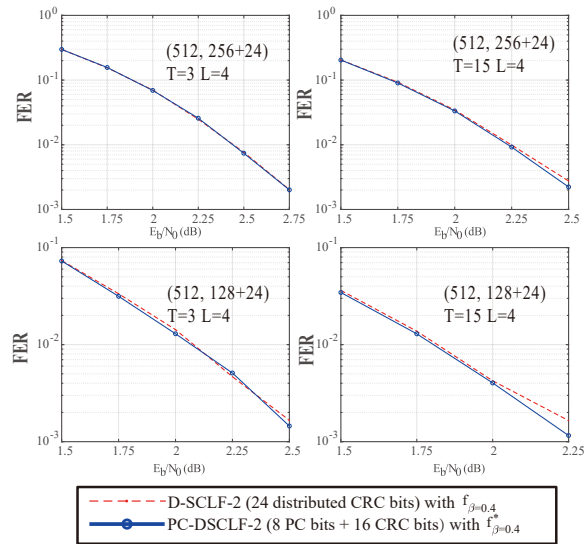 10^0
10^-1
10^-2
10^-3
FER
(512, 256+24)
T=3 L=4
1.5 1.75 2 2.25 2.5 2.75
E_b/N_0 (dB)
10^0
10^-1
10^-2
10^-3
FER
(512, 256+24)
T=15 L=4
1.5 1.75 2 2.25 2.5
E_b/N_0 (dB)
10^-1
10^-2
10^-3
FER
(512, 128+24)
T=3 L=4
1.5 1.75 2 2.25 2.5
E_b/N_0 (dB)
10^-1
10^-2
10^-3
FER
(512, 128+24)
T=15 L=4
1.5 1.75 2 2.25
E_b/N_0 (dB)
D-SCLF-2 (24 distributed CRC bits) with f_β=0.4
PC-DSCLF-2 (8 PC bits + 16 CRC bits) with f*_β=0.4